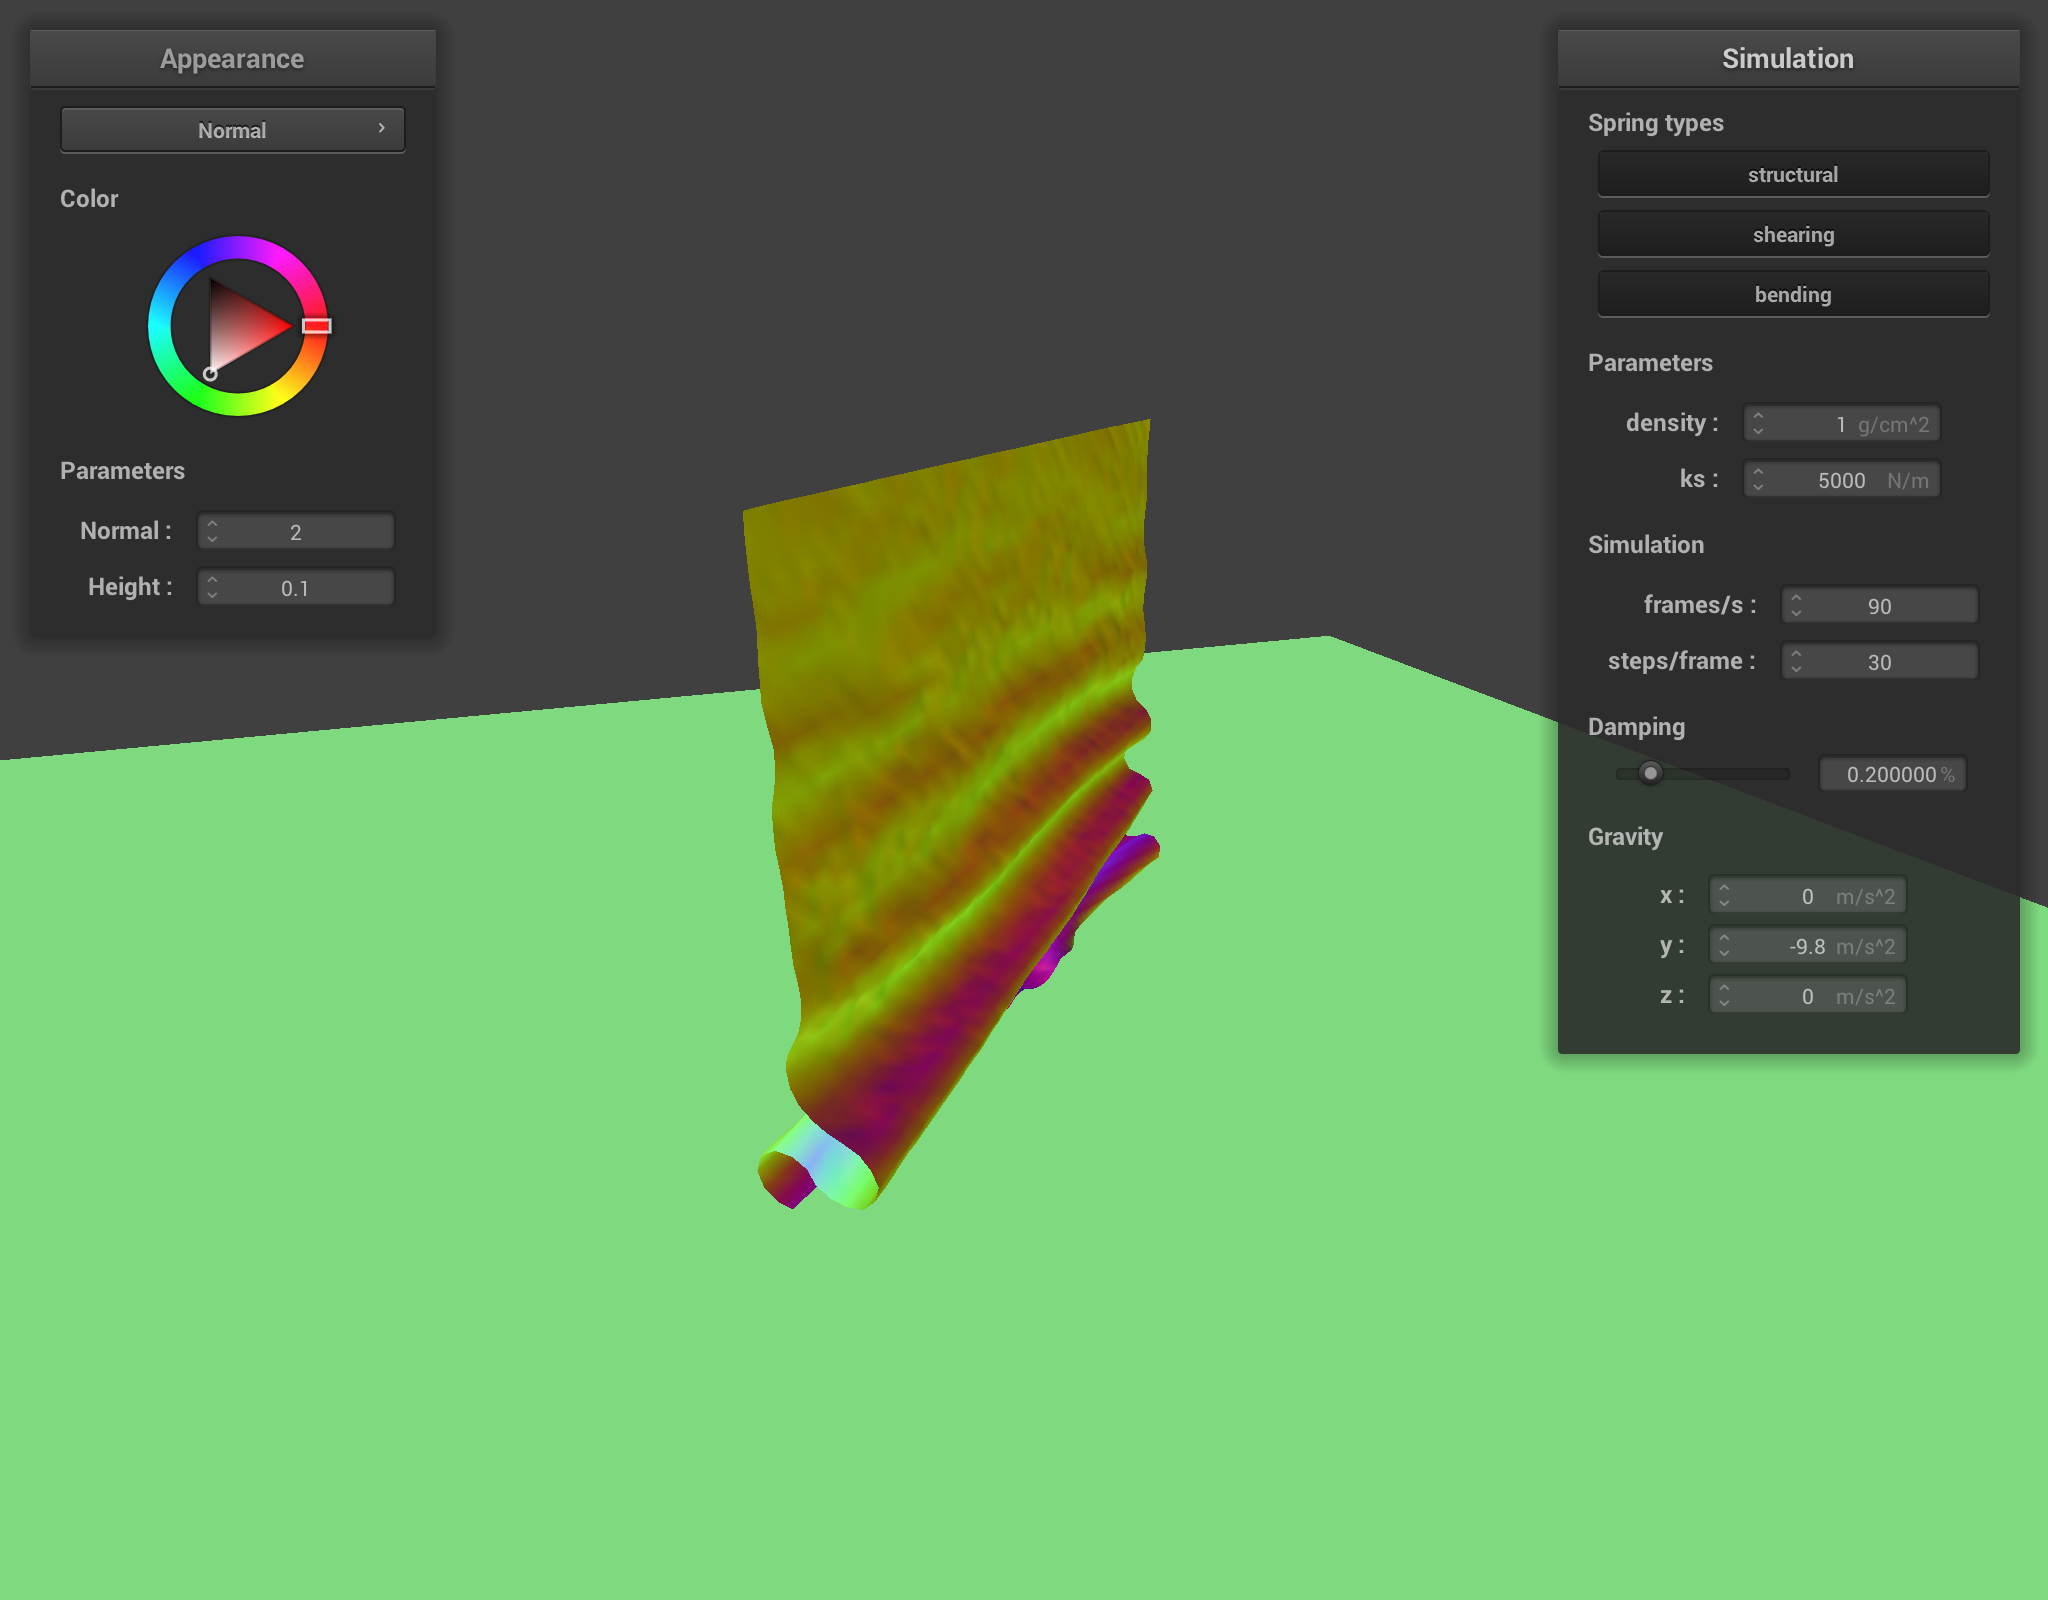 Appearance
Normal
Color
Parameters
Normal : 2
Height : 0.1
Simulation
Spring types
structural
shearing
bending
Parameters
density : 1 g/cm^2
ks : 5000 N/m
Simulation
frames/s : 90
steps/frame : 30
Damping
0.200000 %
Gravity
x : 0 m/s^2
y : -9.8 m/s^2
z : 0 m/s^2